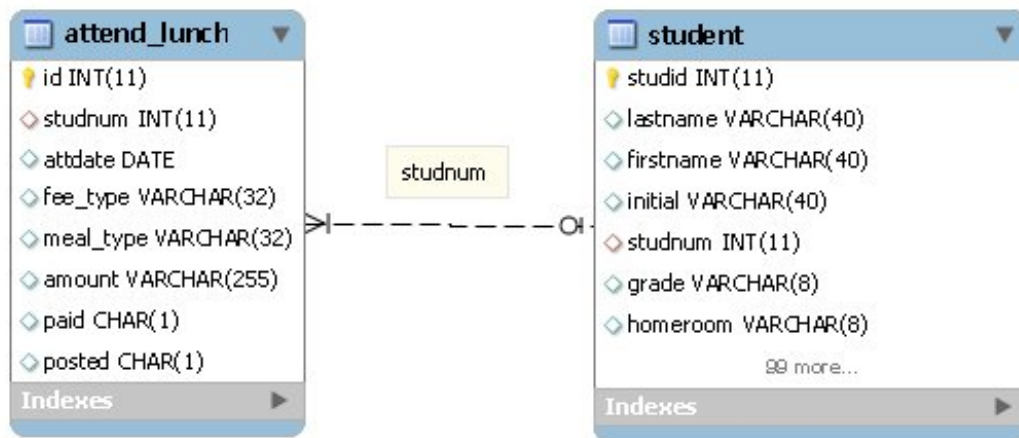 attend_lunch
id INT(11)
studnum INT(11)
attdate DATE
fee_type VARCHAR(32)
meal_type VARCHAR(32)
amount VARCHAR(255)
paid CHAR(1)
posted CHAR(1)
Indexes
studnum
student
studid INT(11)
lastname VARCHAR(40)
firstname VARCHAR(40)
initial VARCHAR(40)
studnum INT(11)
grade VARCHAR(8)
homeroom VARCHAR(8)
99 more...
Indexes